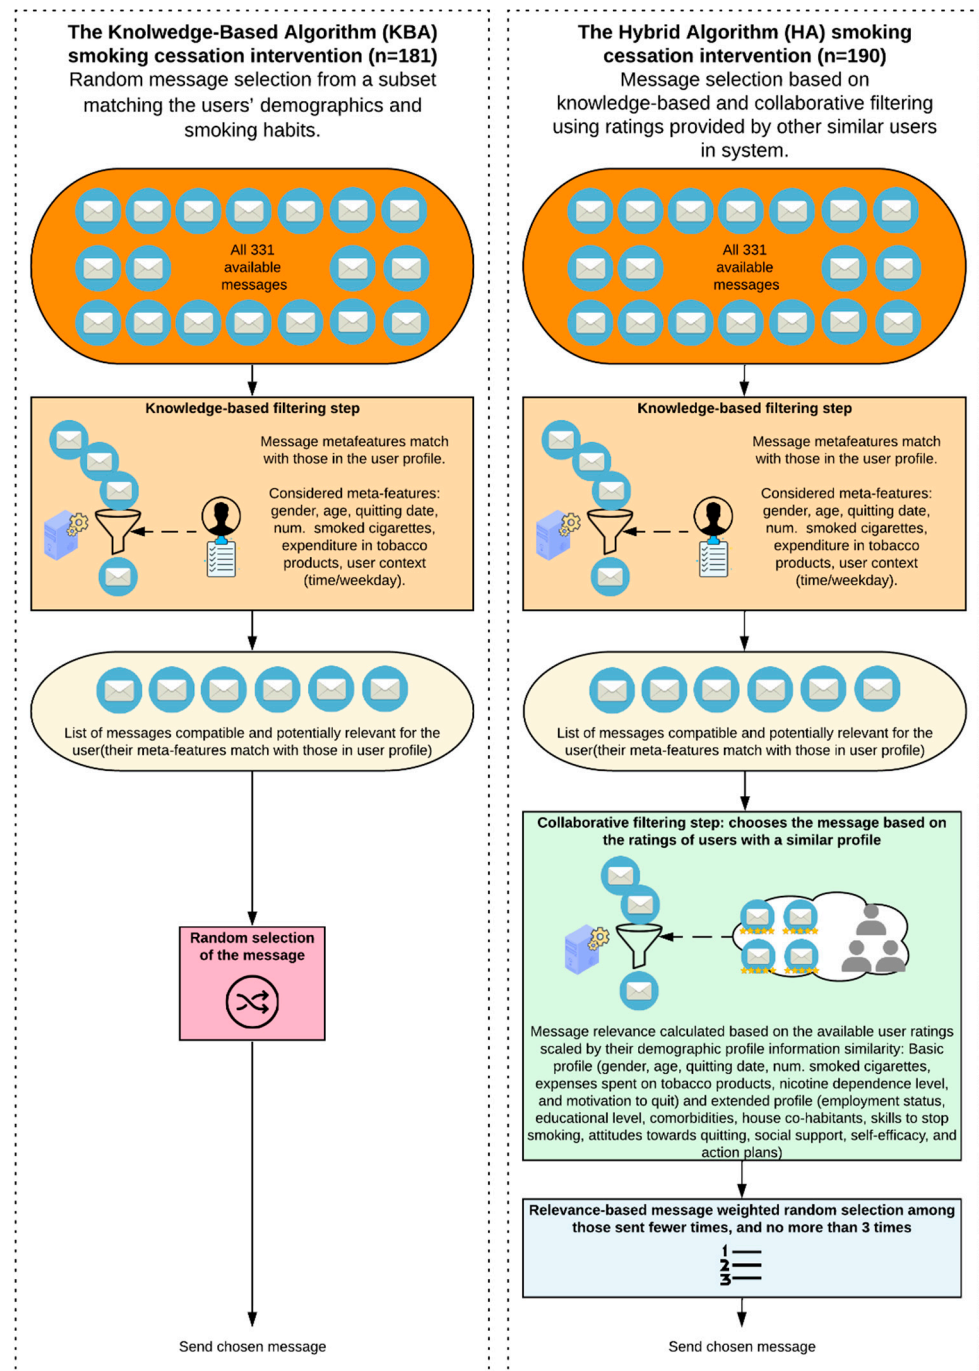 The Knolwedge-Based Algorithm (KBA)
smoking cessation intervention (n=181)
Random message selection from a subset
matching the users' demographics and
smoking habits.
All 331
available
messages
Knowledge-based filtering step
Message metafeatures match
with those in the user profile.
Considered meta-features:
gender, age, quitting date,
num. smoked cigarettes,
expenditure in tobacco
products, user context
(time/weekday).
List of messages compatible and potentially relevant for the
user(their meta-features match with those in user profile)
Random selection
of the message
Send chosen message
The Hybrid Algorithm (HA) smoking
cessation intervention (n=190)
Message selection based on
knowledge-based and collaborative filtering
using ratings provided by other similar users
in system.
All 331
available
messages
Knowledge-based filtering step
Message metafeatures match
with those in the user profile.
Considered meta-features:
gender, age, quitting date,
num. smoked cigarettes,
expenditure in tobacco
products, user context
(time/weekday).
List of messages compatible and potentially relevant for the
user(their meta-features match with those in user profile)
Collaborative filtering step: chooses the message based on
the ratings of users with a similar profile
Message relevance calculated based on the available user ratings
scaled by their demographic profile information similarity: Basic
profile (gender, age, quitting date, num. smoked cigarettes,
expenses spent on tobacco products, nicotine dependence level,
and motivation to quit) and extended profile (employment status,
educational level, comorbidities, house co-habitants, skills to stop
smoking, attitudes towards quitting, social support, self-efficacy, and
action plans)
Relevance-based message weighted random selection among
those sent fewer times, and no more than 3 times
1
2
3
Send chosen message